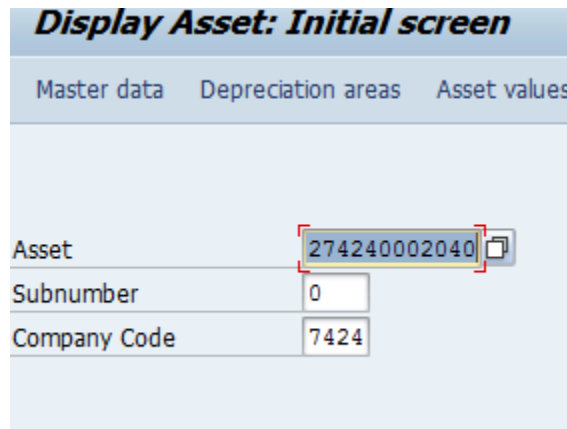 Display Asset: Initial screen
Master data Depreciation areas Asset values
Asset 274240002040
Subnumber 0
Company Code 7424